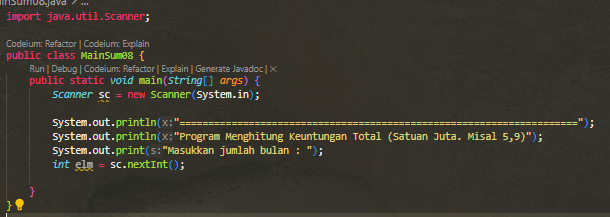 MainSum08.java / ...
import java.util.Scanner;
Codeium: Refactor | Codeium: Explain
public class MainSum08 {
Run | Debug | Codeium: Refactor | Explain | Generate Javadoc | ×
public static void main(String[] args) {
Scanner sc = new Scanner(System.in);
System.out.println(x:"=====================================================================");
System.out.println(x:"Program Menghitung Keuntungan Total (Satuan Juta. Misal 5,9)");
System.out.print(s:"Masukkan jumlah bulan : ");
int elm = sc.nextInt();
}
}